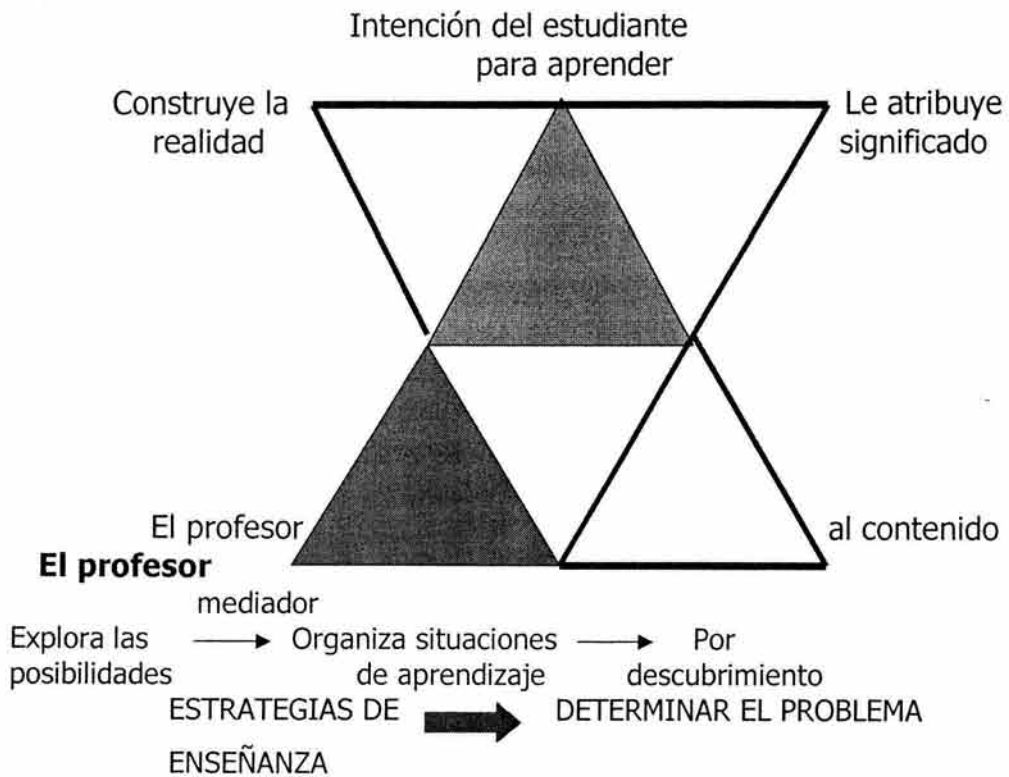 Intención del estudiante
para aprender
Construye la
realidad
Le atribuye
significado
El profesor
al contenido
El profesor
mediador
Explora las
posibilidades
Organiza situaciones
de aprendizaje
Por
descubrimiento
ESTRATEGIAS DE
ENSEÑANZA
DETERMINAR EL PROBLEMA